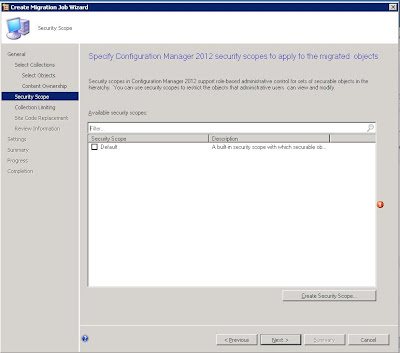 Create Migration Job Wizard
Security Scope
General
Select Collections
Select Objects
Content Ownership
Security Scope
Collection Limiting
Site Code Replacement
Review Information
Settings
Summary
Progress
Completion
Specify Configuration Manager 2012 security scopes to apply to the migrated objects
Security scopes in Configuration Manager 2012 support role-based administrative control for sets of securable objects in the
hierarchy. You can use security scopes to restrict the objects that administrative users can view and modify.
Available security scopes:
Filter...
Security Scope Description
Default A built-in security scope with which securable ob...
Create Security Scope...
< Previous Next > Summary Cancel